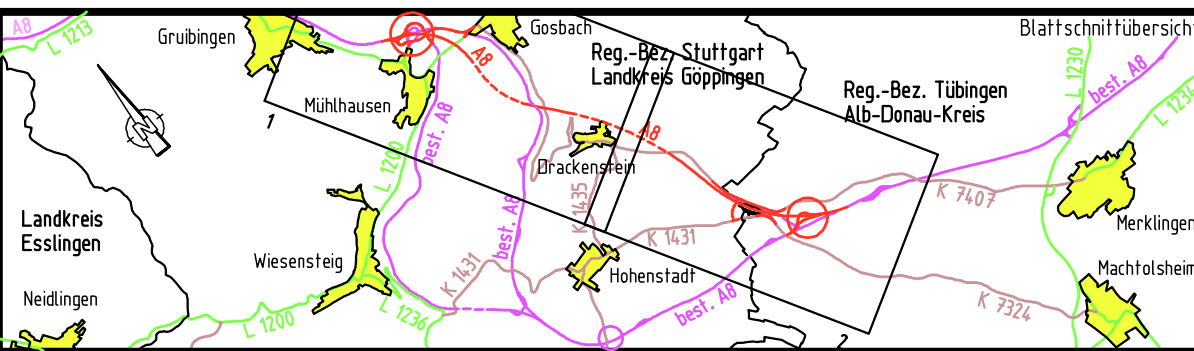 A8
L 1213
Gruibingen
Gosbach
Blattschnittübersicht
A8
Reg.-Bez. Stuttgart
Landkreis Göppingen
L 1230
best. A8
Reg.-Bez. Tübingen
Alb-Donau-Kreis
L 1234
Mühlhausen
1
best. A8
A8
N
L 1200
Drackenstein
K 7407
K 1435
Landkreis
Esslingen
best. A8
K 1431
Merklingen
Wiesensteig
K 1431
Hohenstadt
Machtolsheim
Neidlingen
L 1200
L 1236
best. A8
K 7324
2